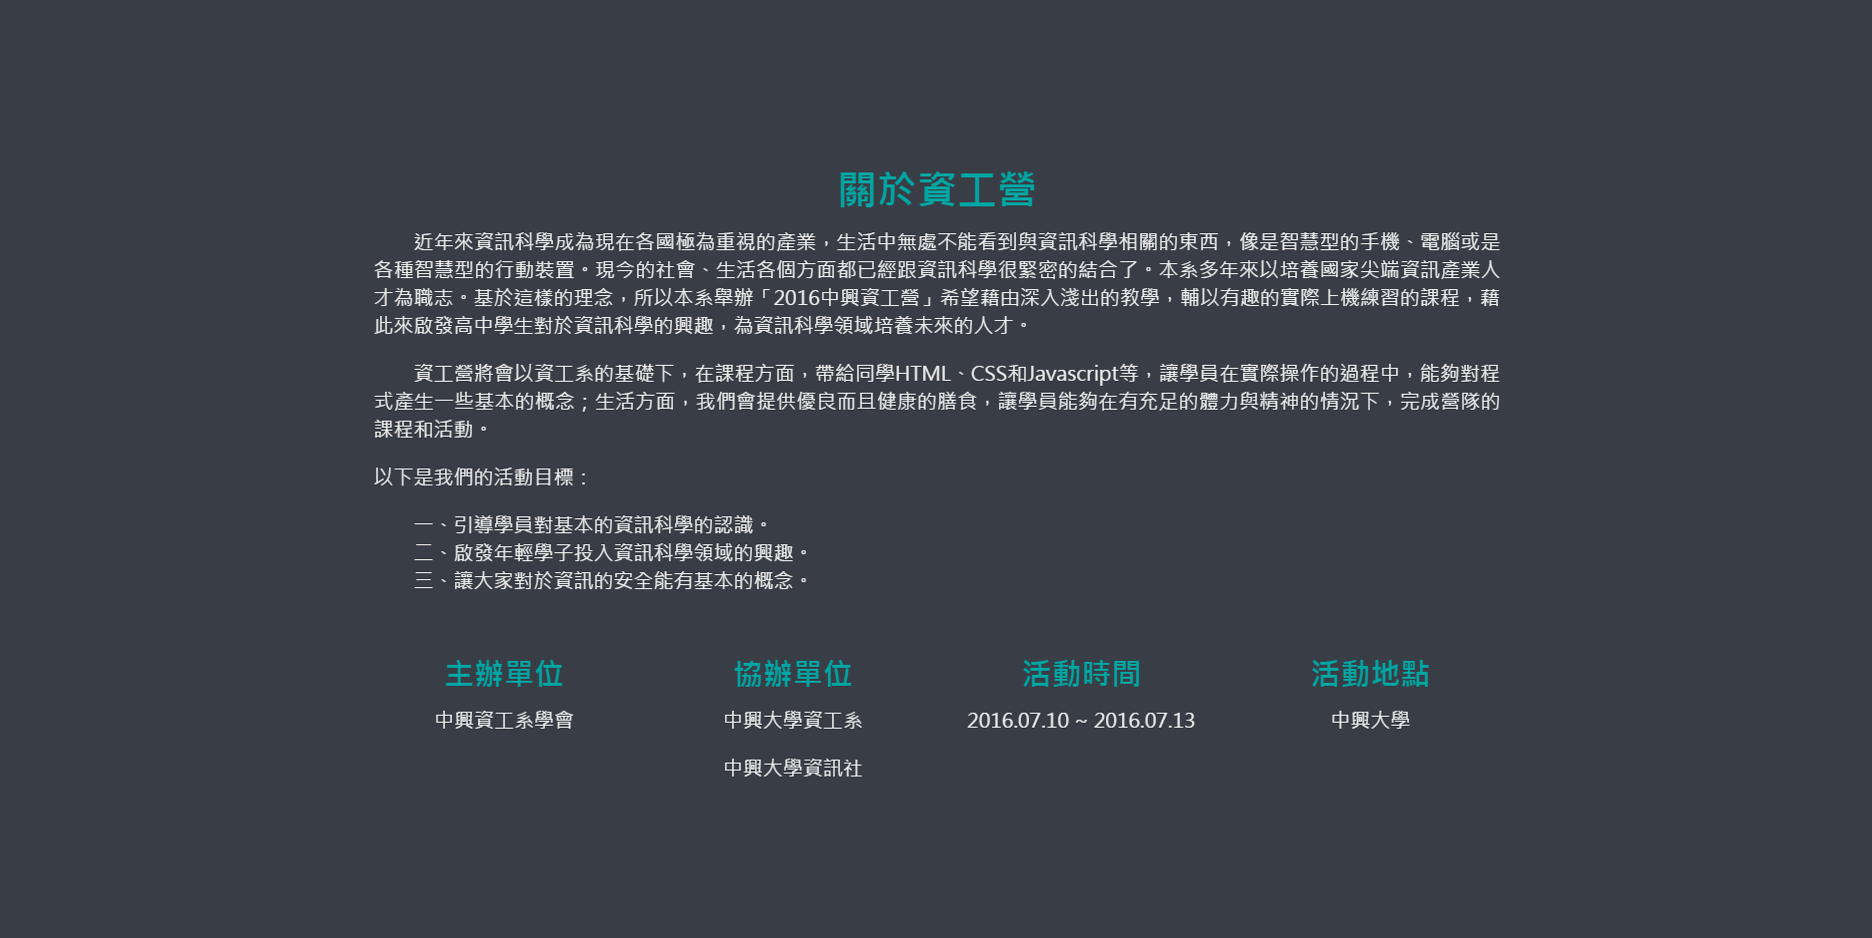 關於資工營
近年來資訊科學成為現在各國極為重視的產業，生活中無處不能看到與資訊科學相關的東西，像是智慧型的手機、電腦或是
各種智慧型的行動裝置。現今的社會、生活各個方面都已經跟資訊科學很緊密的結合了。本系多年來以培養國家尖端資訊產業人
才為職志。基於這樣的理念，所以本系舉辦「2016中興資工營」希望藉由深入淺出的教學，輔以有趣的實際上機練習的課程，藉
此來啟發高中學生對於資訊科學的興趣，為資訊科學領域培養未來的人才。
資工營將會以資工系的基礎下，在課程方面，帶給同學HTML、CSS和Javascript等，讓學員在實際操作的過程中，能夠對程
式產生一些基本的概念；生活方面，我們會提供優良而且健康的膳食，讓學員能夠在有充足的體力與精神的情況下，完成營隊的
課程和活動。
以下是我們的活動目標：
一、引導學員對基本的資訊科學的認識。
二、啟發年輕學子投入資訊科學領域的興趣。
三、讓大家對於資訊的安全能有基本的概念。
主辦單位
中興資工系學會
協辦單位
中興大學資工系
中興大學資訊社
活動時間
2016.07.10 ~ 2016.07.13
活動地點
中興大學